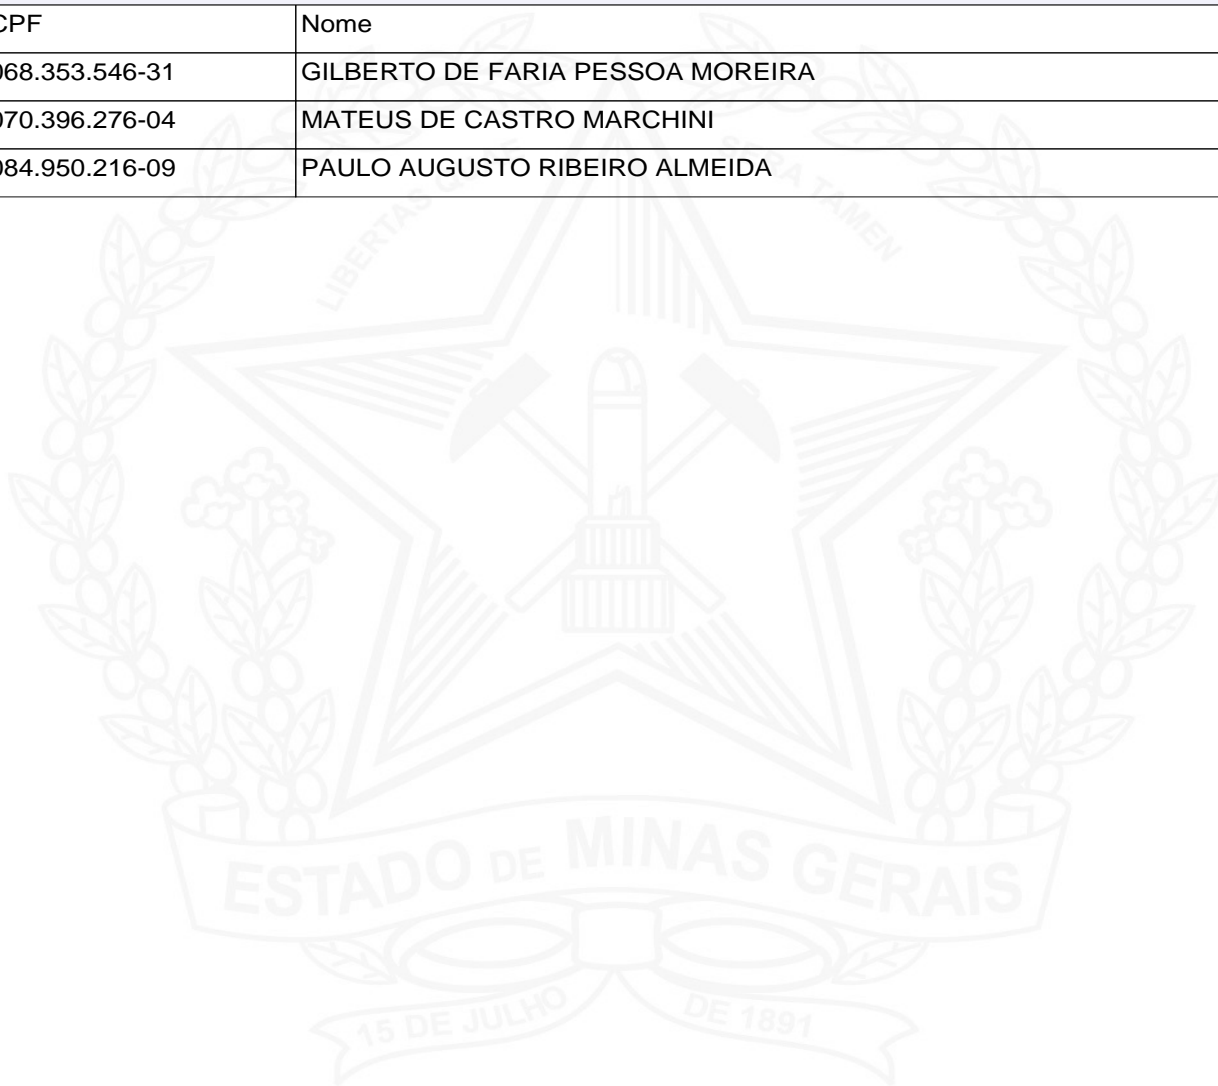 CPF Nome
068.353.546-31 GILBERTO DE FARIA PESSOA MOREIRA
070.396.276-04 MATEUS DE CASTRO MARCHINI
084.950.216-09 PAULO AUGUSTO RIBEIRO ALMEIDA
LIBERTAS QUÆ SERA TAMEN
ESTADO DE MINAS GERAIS
15 DE JULHO DE 1891